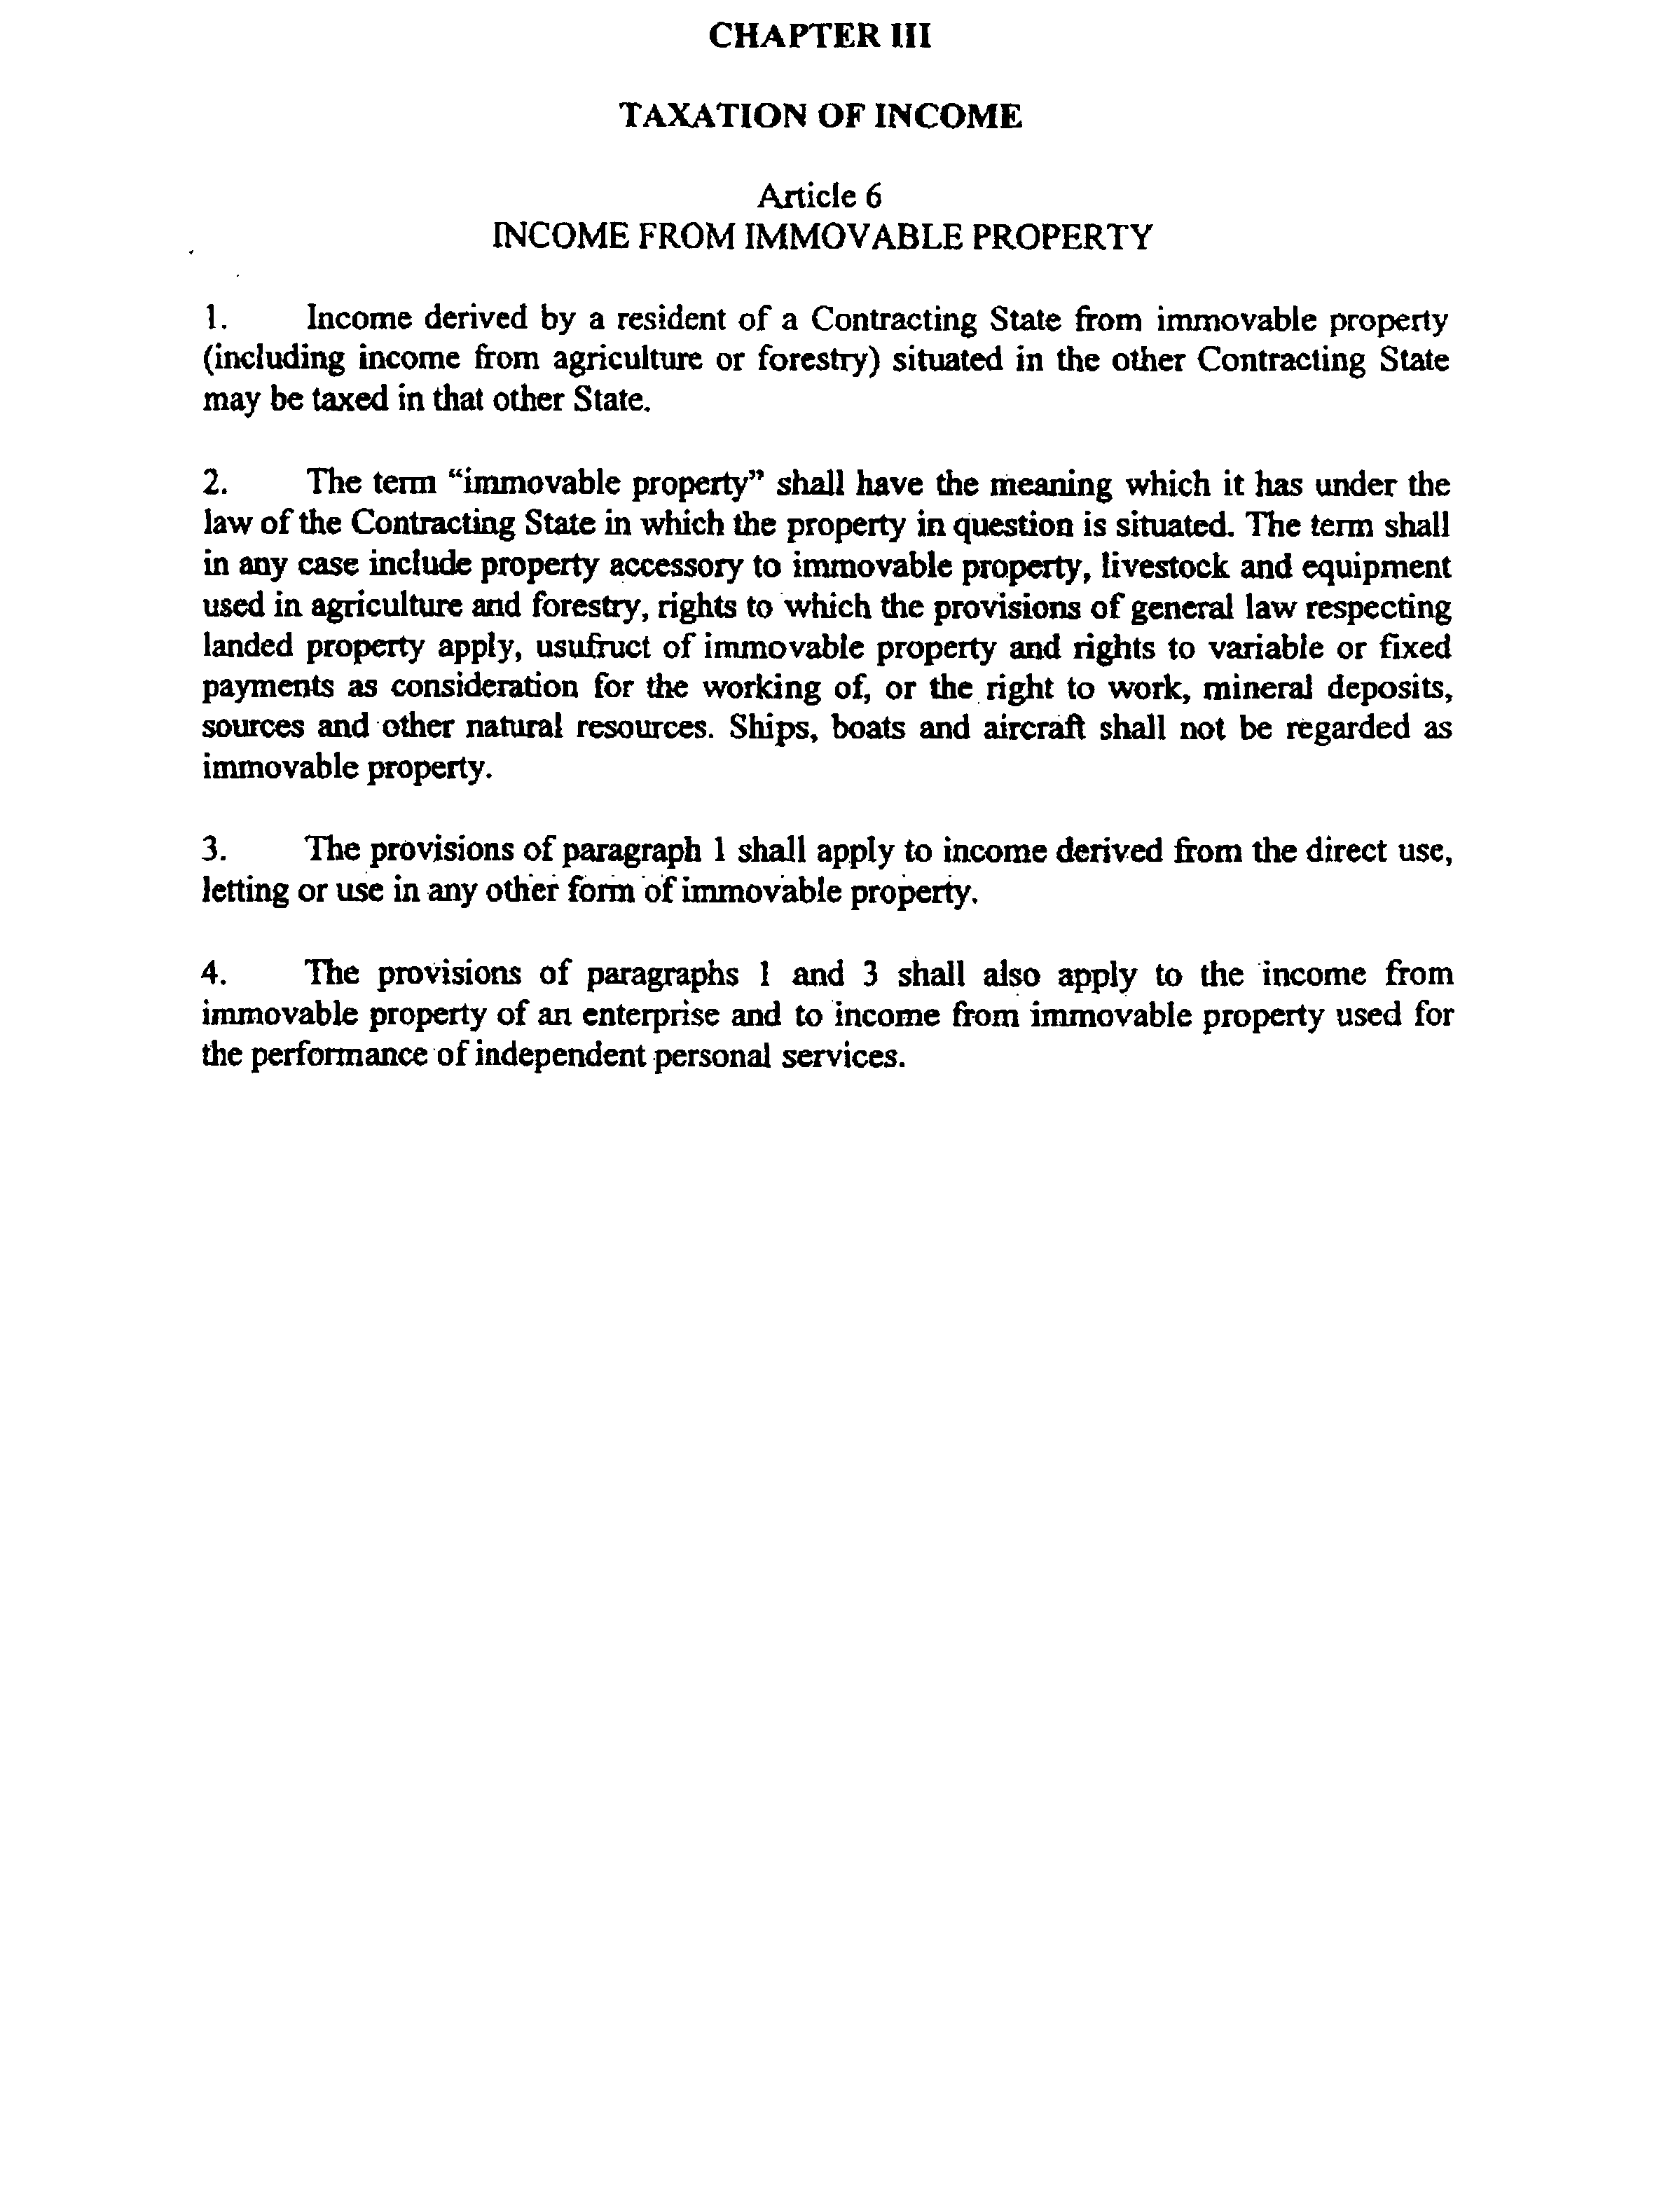 CHAPTER III
TAXATION OF INCOME
Article 6
INCOME FROM IMMOVABLE PROPERTY
1. Income derived by a resident of a Contracting State from immovable property
(including income from agriculture or forestry) situated in the other Contracting State
may be taxed in that other State.
2. The term “immovable property” shall have the meaning which it has under the
law of the Contracting State in which the property in question is situated. The term shall
in any case include property accessory to immovable property, livestock and equipment
used in agriculture and forestry, rights to which the provisions of general law respecting
landed property apply, usufruct of immovable property and rights to variable or fixed
payments as consideration for the working of, or the right to work, mineral deposits,
sources and other natural resources. Ships, boats and aircraft shall not be regarded as
immovable property.
3. The provisions of paragraph 1 shall apply to income derived from the direct use,
letting or use in any other form of immovable property.
4. The provisions of paragraphs 1 and 3 shall also apply to the income from
immovable property of an enterprise and to income from immovable property used for
the performance of independent personal services.